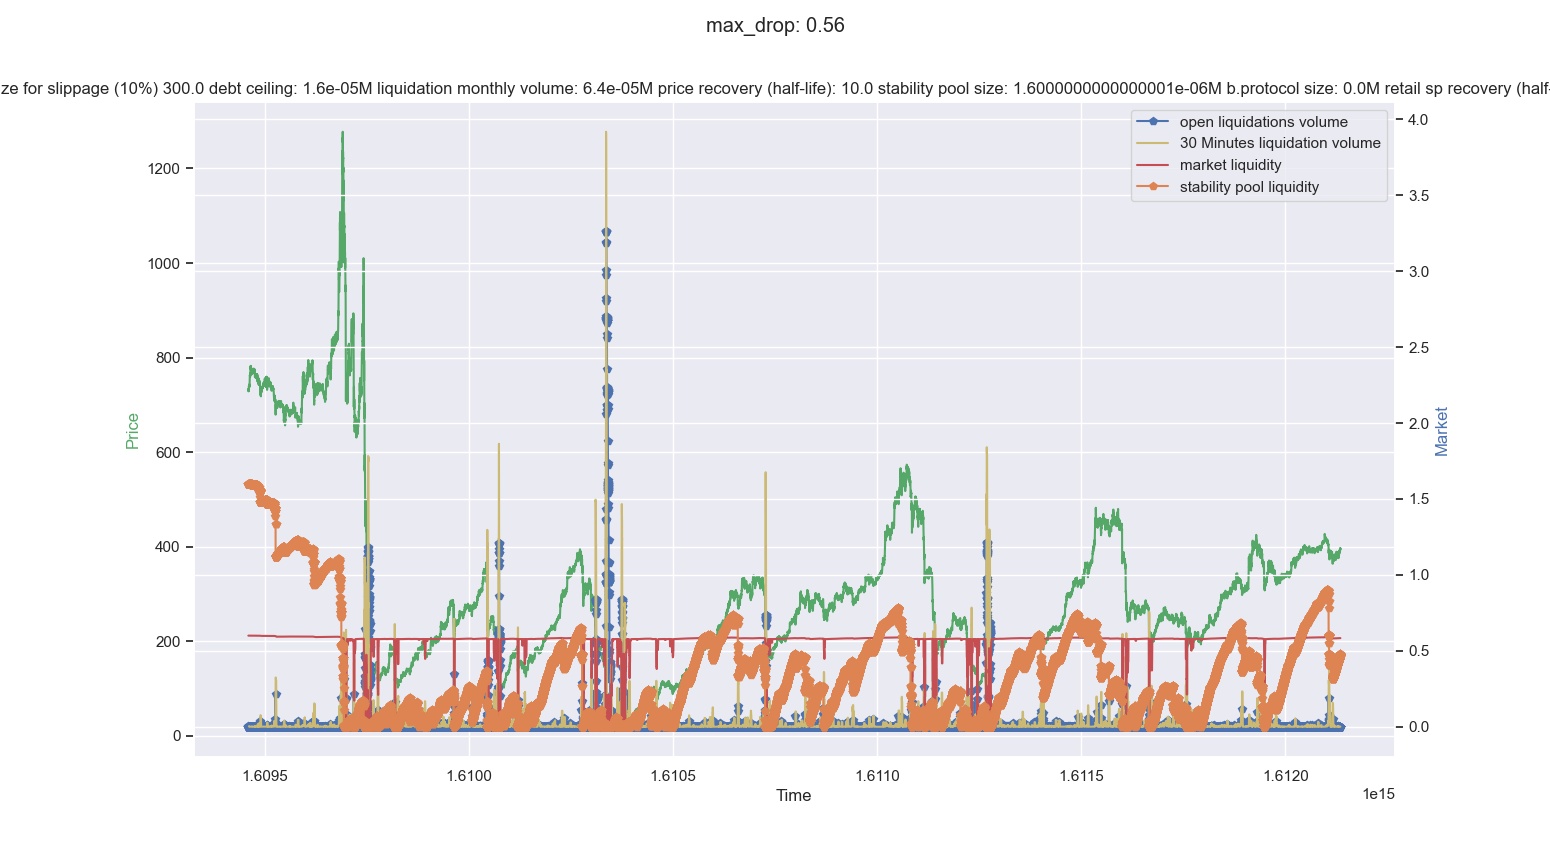 max_drop: 0.56
ze for slippage (10%) 300.0 debt ceiling: 1.6e-05M liquidation monthly volume: 6.4e-05M price recovery (half-life): 10.0 stability pool size: 1.6000000000000001e-06M b.protocol size: 0.0M retail sp recovery (half-
open liquidations volume
30 Minutes liquidation volume
market liquidity
stability pool liquidity
1200
1000
800
600
400
200
0
Price
4.0
3.5
3.0
2.5
2.0
1.5
1.0
0.5
0.0
Market
1.6095
1.6100
1.6105
1.6110
1.6115
1.6120
Time
1e15